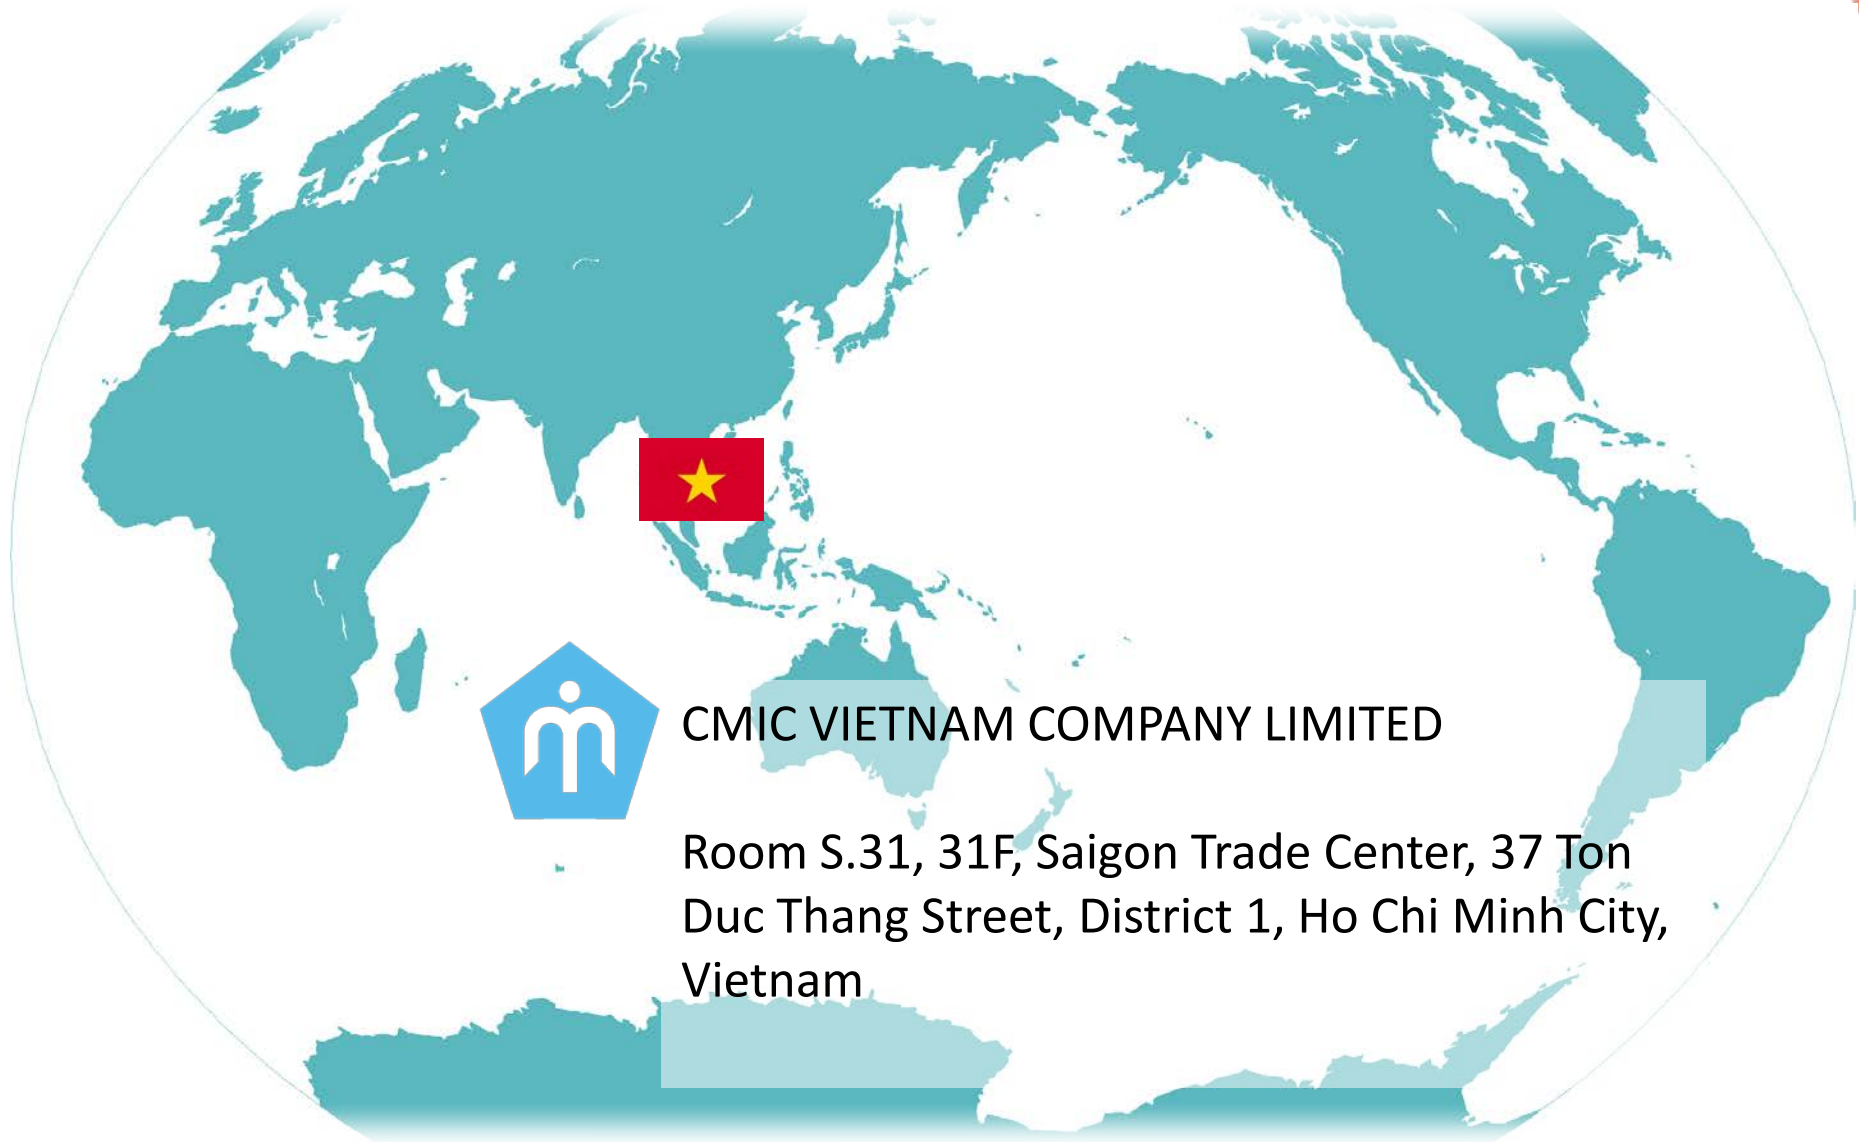 CMIC VIETNAM COMPANY LIMITED
Room S.31, 31F, Saigon Trade Center, 37 Ton
Duc Thang Street, District 1, Ho Chi Minh City,
Vietnam